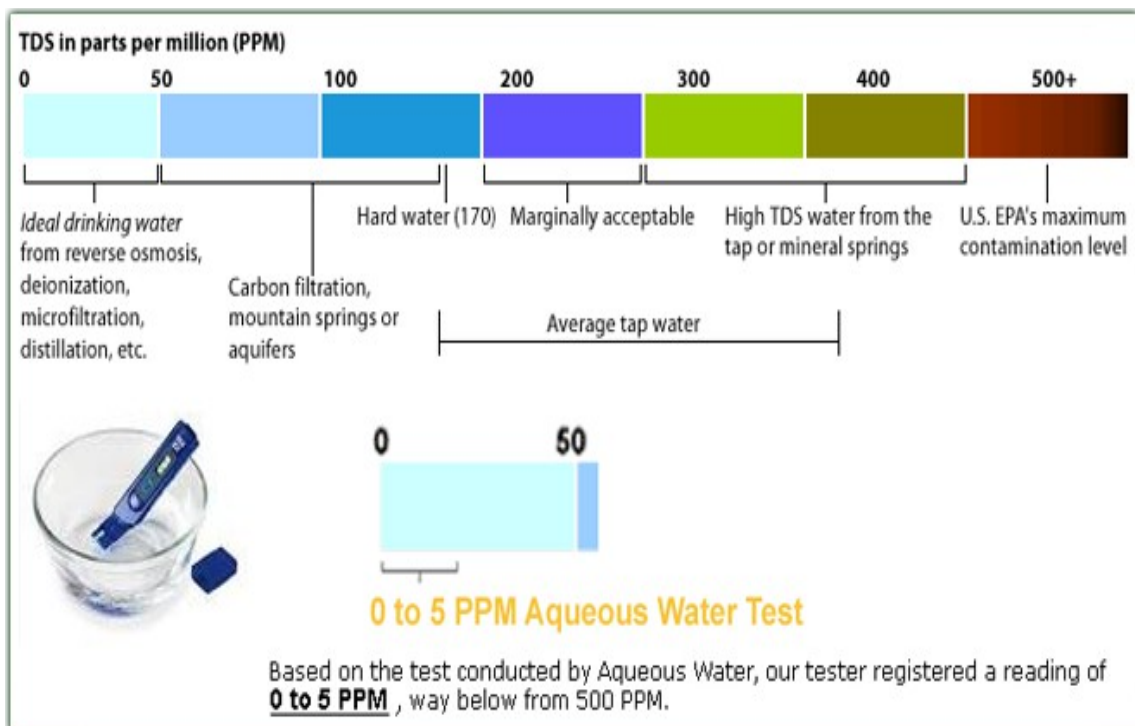 TDS in parts per million (PPM)
0 50 100 200 300 400 500+
Ideal drinking water
from reverse osmosis,
deionization,
microfiltration,
distillation, etc.
Carbon filtration,
mountain springs or
aquifers
Hard water (170)
Marginally acceptable
High TDS water from the
tap or mineral springs
U.S. EPA's maximum
contamination level
Average tap water
0 50
0 to 5 PPM Aqueous Water Test
Based on the test conducted by Aqueous Water, our tester registered a reading of
0 to 5 PPM , way below from 500 PPM.